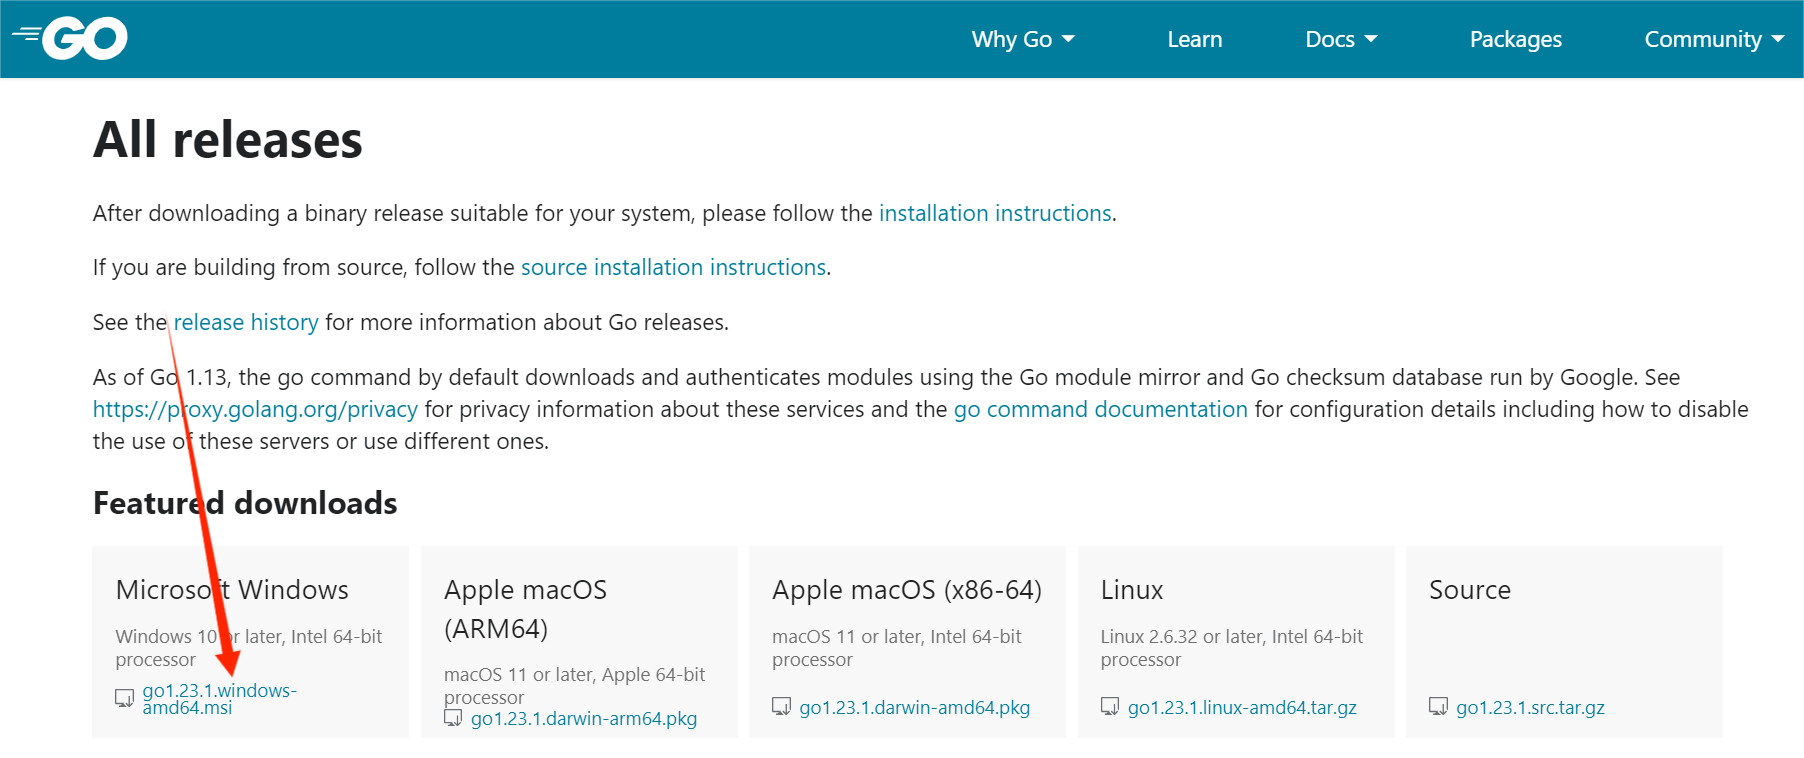 GO
Why Go
Learn
Docs
Packages
Community
All releases
After downloading a binary release suitable for your system, please follow the installation instructions.
If you are building from source, follow the source installation instructions.
See the release history for more information about Go releases.
As of Go 1.13, the go command by default downloads and authenticates modules using the Go module mirror and Go checksum database run by Google. See
https://proxy.golang.org/privacy for privacy information about these services and the go command documentation for configuration details including how to disable
the use of these servers or use different ones.
Featured downloads
Microsoft Windows
Windows 10 or later, Intel 64-bit
processor
go1.23.1.windows-
amd64.msi
Apple macOS
(ARM64)
macOS 11 or later, Apple 64-bit
processor
go1.23.1.darwin-arm64.pkg
Apple macOS (x86-64)
macOS 11 or later, Intel 64-bit
processor
go1.23.1.darwin-amd64.pkg
Linux
Linux 2.6.32 or later, Intel 64-bit
processor
go1.23.1.linux-amd64.tar.gz
Source
go1.23.1.src.tar.gz